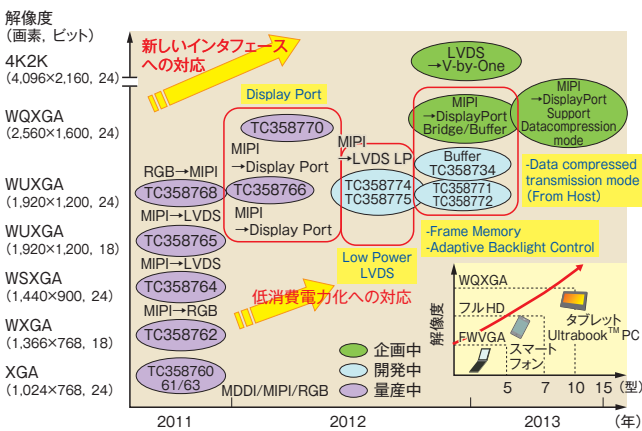 解像度
(画素, ビット)
4K2K
(4,096×2,160, 24)
WQXGA
(2,560×1,600, 24)
WUXGA
(1,920×1,200, 24)
WUXGA
(1,920×1,200, 18)
WSXGA
(1,440×900, 24)
WXGA
(1,366×768, 18)
XGA
(1,024×768, 24)
新しいインタフェース
への対応
Display Port
TC358770
MIPI
→Display Port
TC358766
MIPI
→Display Port
RGB→MIPI
TC358768
MIPI→LVDS
TC358765
MIPI→LVDS
TC358764
MIPI→RGB
TC358762
TC358760
61/63
MDDI/MIPI/RGB
MIPI
→LVDS LP
TC358774
TC358775
Low Power
LVDS
低消費電力化への対応
LVDS
→V-by-One
MIPI
→DisplayPort
Bridge/Buffer
Buffer
TC358734
TC358771
TC358772
-Frame Memory
-Adaptive Backlight Control
MIPI
→DisplayPort
Support
Datacompression
mode
-Data compressed
transmission mode
(From Host)
企画中
開発中
量産中
解像度
WQXGA
フルHD
FWVGA
スマート
フォン
タブレット
Ultrabook™PC
5 7 10 15 (型)
2011 2012 2013 (年)